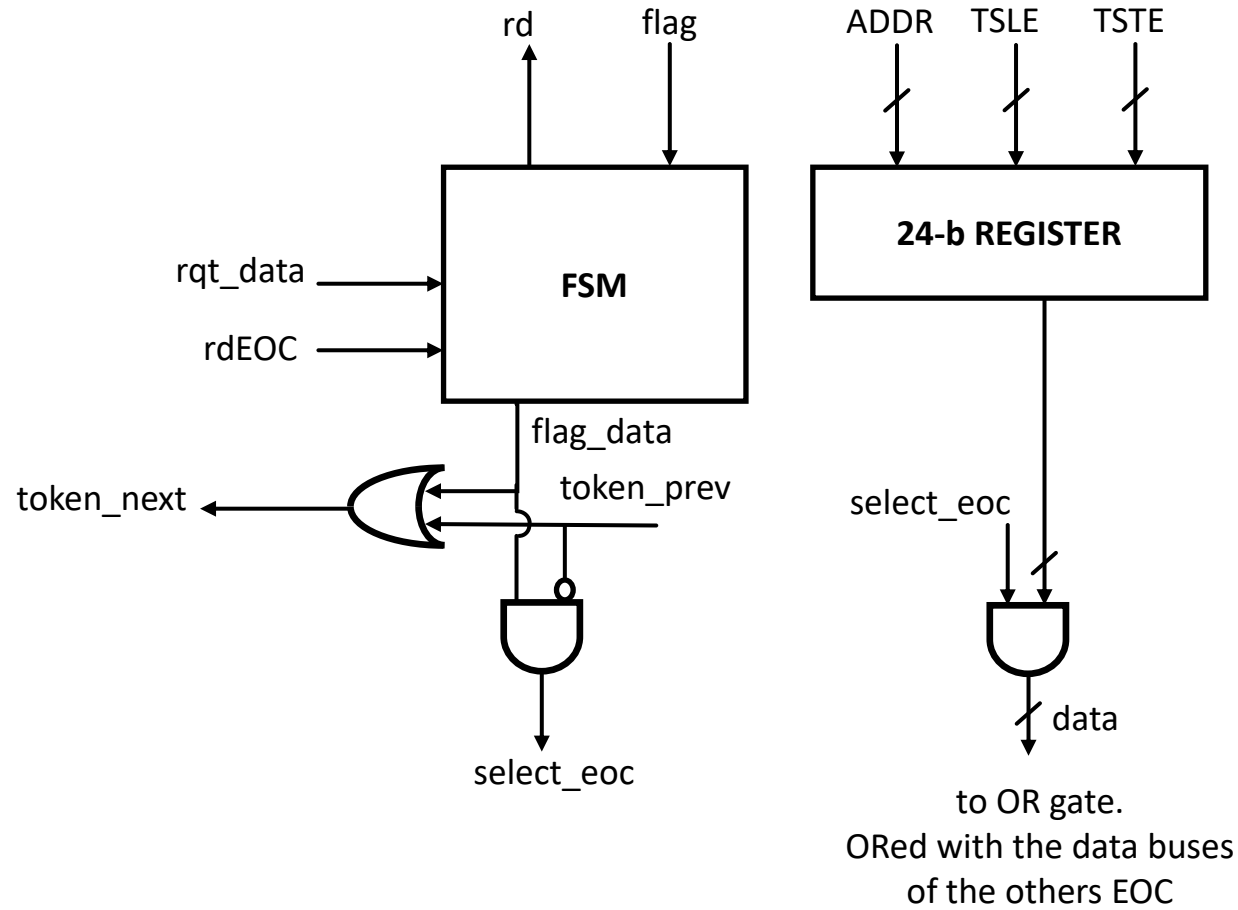 rd
flag
ADDR
TSLE
TSTE
24-b REGISTER
rqt_data
FSM
rdEOC
flag_data
token_prev
token_next
select_eoc
select_eoc
data
to OR gate.
ORed with the data buses
of the others EOC